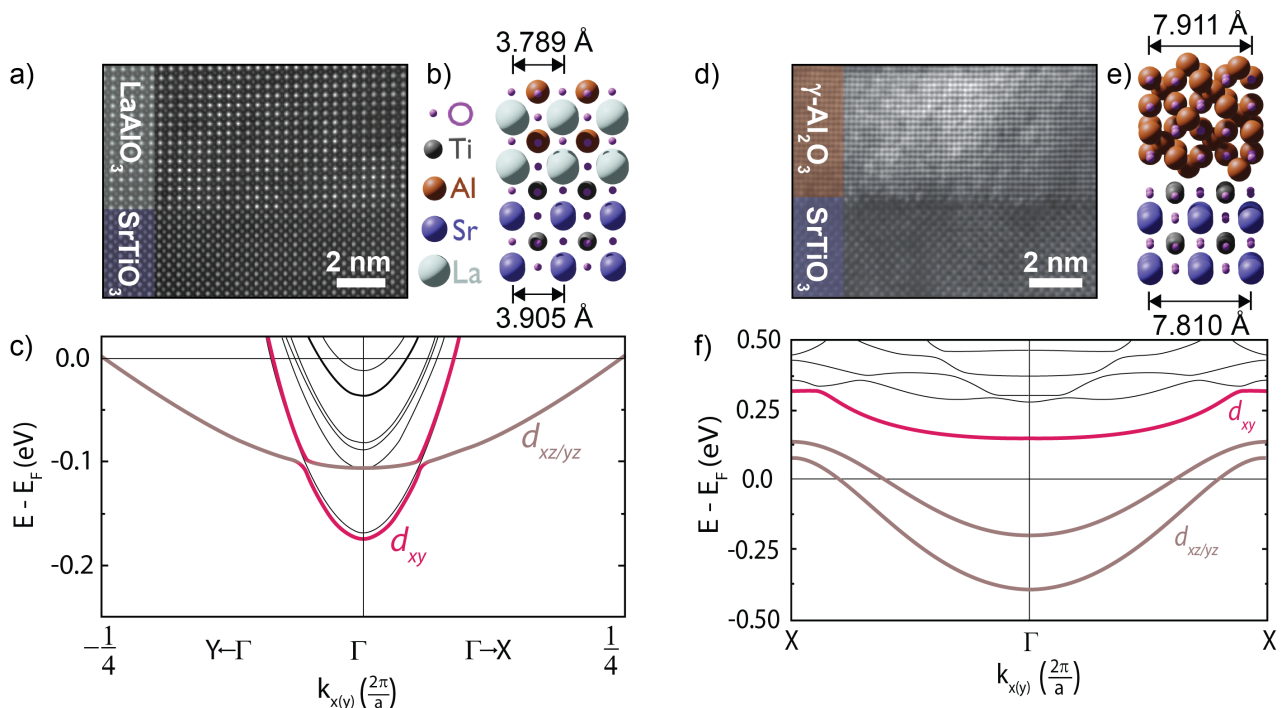 a)
LaAlO3
SrTiO3
2 nm
b)
3.789 Å
O
Ti
Al
Sr
La
3.905 Å
c)
E - EF (eV)
0.0
-0.1
-0.2
dxz/yz
dxy
-1/4
Y←Γ
Γ
Γ→X
1/4
kx(y) (2π/a)
d)
γ-Al2O3
SrTiO3
2 nm
e)
7.911 Å
7.810 Å
f)
E - EF (eV)
0.50
0.25
0.0
-0.25
-0.50
dxy
dxz/yz
X
Γ
X
kx(y) (2π/a)